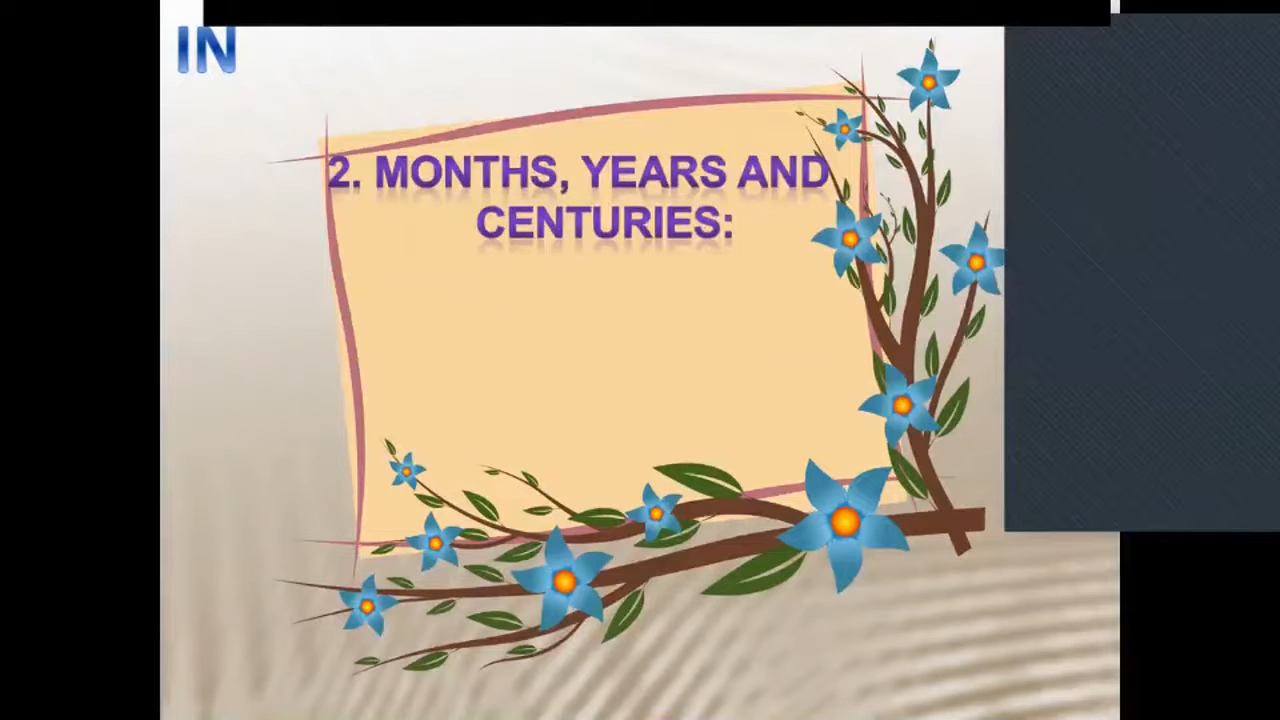 IN
2. MONTHS, YEARS AND
CENTURIES: